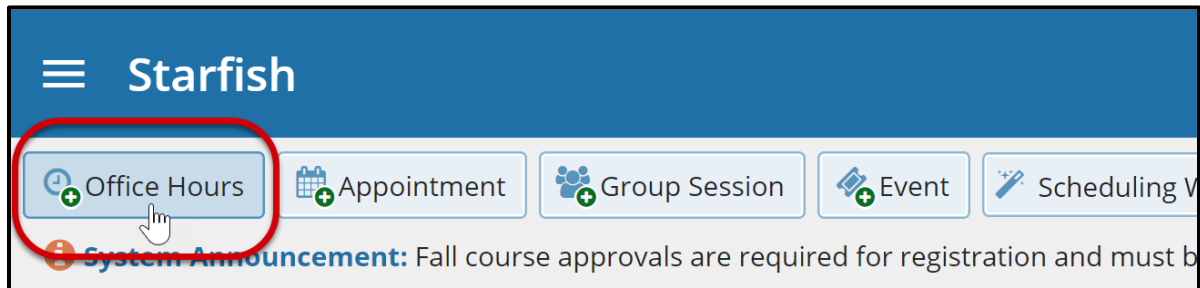 Starfish
Office Hours Appointment Group Session Event Scheduling
System Announcement: Fall course approvals are required for registration and must